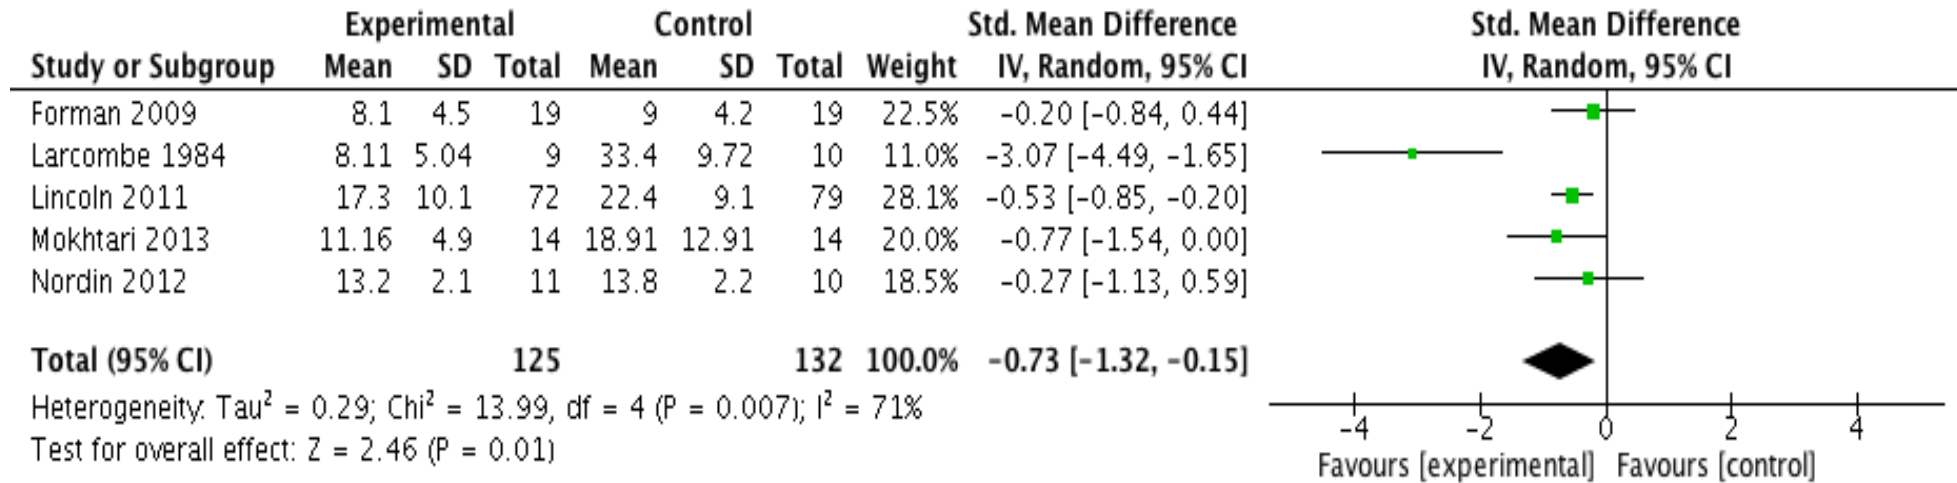 Experimental Control Std. Mean Difference Std. Mean Difference
Study or Subgroup Mean SD Total Mean SD Total Weight IV, Random, 95% CI IV, Random, 95% CI
Forman 2009 8.1 4.5 19 9 4.2 19 22.5% -0.20 [-0.84, 0.44]
Larcombe 1984 8.11 5.04 9 33.4 9.72 10 11.0% -3.07 [-4.49, -1.65]
Lincoln 2011 17.3 10.1 72 22.4 9.1 79 28.1% -0.53 [-0.85, -0.20]
Mokhtari 2013 11.16 4.9 14 18.91 12.91 14 20.0% -0.77 [-1.54, 0.00]
Nordin 2012 13.2 2.1 11 13.8 2.2 10 18.5% -0.27 [-1.13, 0.59]
Total (95% CI) 125 132 100.0% -0.73 [-1.32, -0.15]
Heterogeneity: Tau² = 0.29; Chi² = 13.99, df = 4 (P = 0.007); I² = 71%
Test for overall effect: Z = 2.46 (P = 0.01)
-4 -2 0 2 4
Favours [experimental] Favours [control]